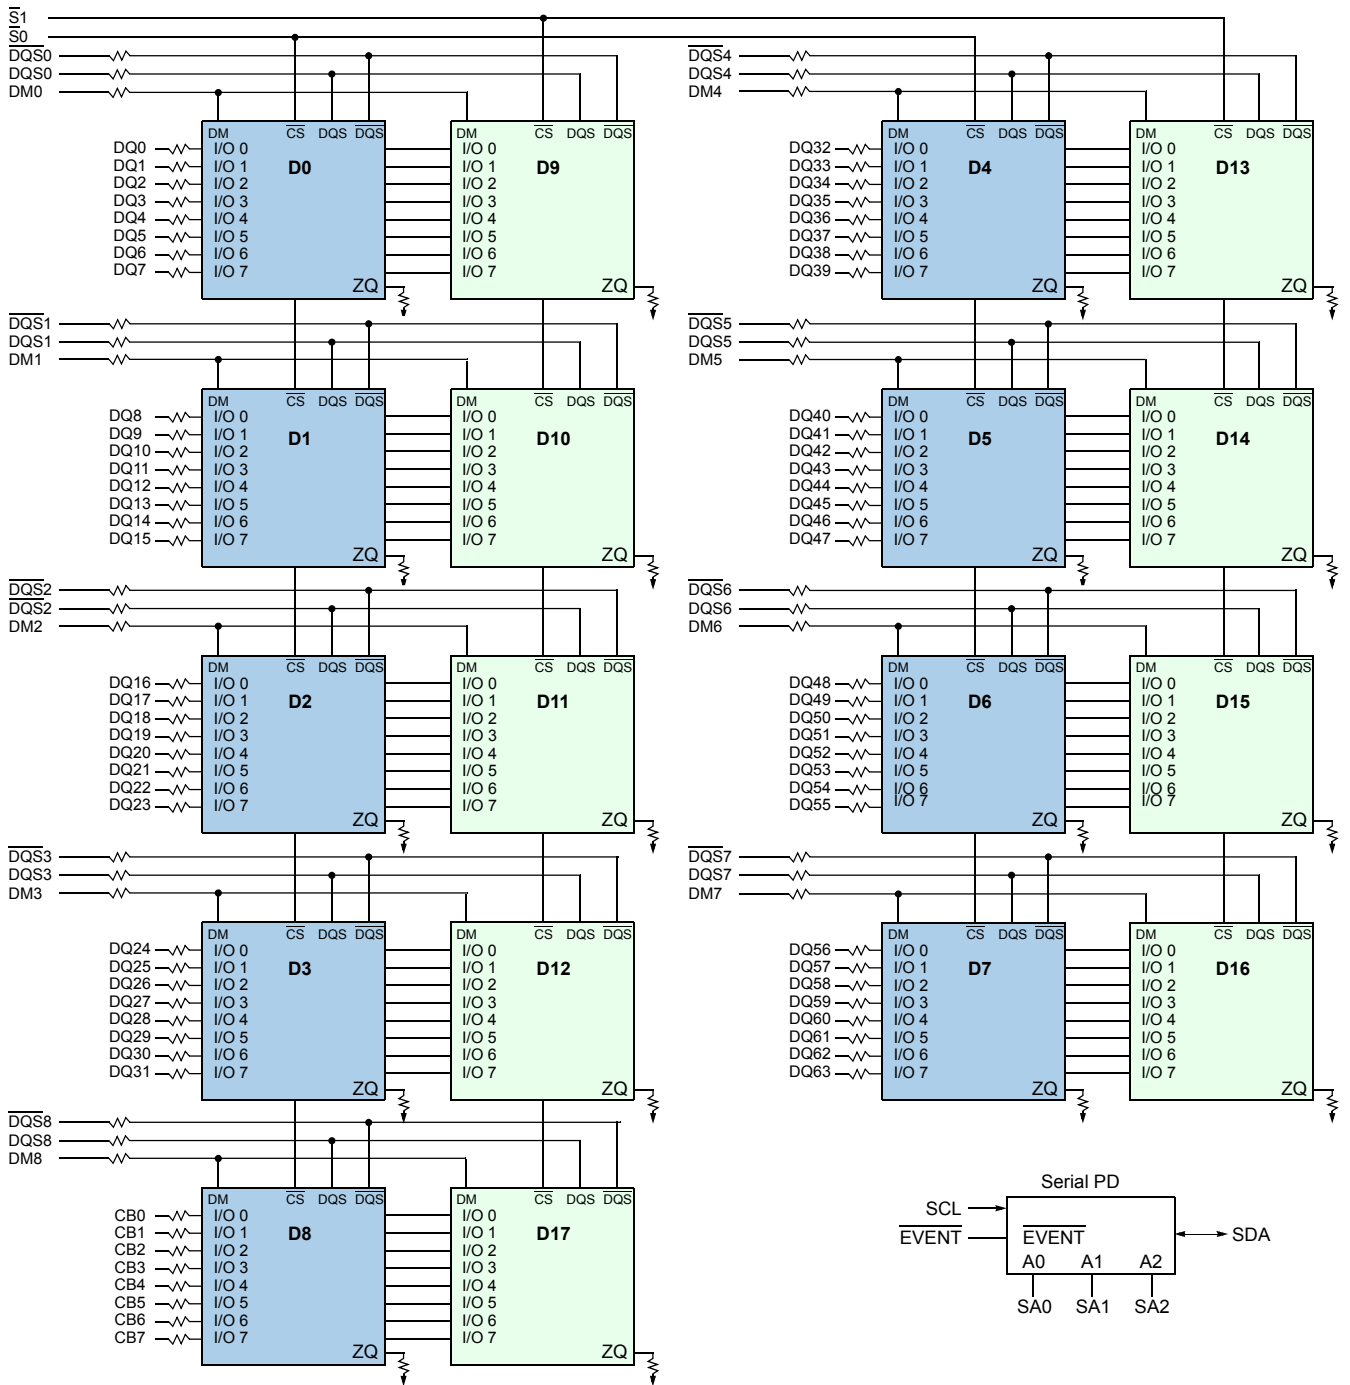 S1
S0
DQS0
DQS0
DM0
DM CS DQS DQS DM CS DQS DQS
DQ0 I/O 0 I/O 0
DQ1 I/O 1 D0 I/O 1 D9
DQ2 I/O 2 I/O 2
DQ3 I/O 3 I/O 3
DQ4 I/O 4 I/O 4
DQ5 I/O 5 I/O 5
DQ6 I/O 6 I/O 6
DQ7 I/O 7 I/O 7
ZQ ZQ
DQS1
DQS1
DM1
DM CS DQS DQS DM CS DQS DQS
DQ8 I/O 0 I/O 0
DQ9 I/O 1 D1 I/O 1 D10
DQ10 I/O 2 I/O 2
DQ11 I/O 3 I/O 3
DQ12 I/O 4 I/O 4
DQ13 I/O 5 I/O 5
DQ14 I/O 6 I/O 6
DQ15 I/O 7 I/O 7
ZQ ZQ
DQS2
DQS2
DM2
DM CS DQS DQS DM CS DQS DQS
DQ16 I/O 0 I/O 0
DQ17 I/O 1 D2 I/O 1 D11
DQ18 I/O 2 I/O 2
DQ19 I/O 3 I/O 3
DQ20 I/O 4 I/O 4
DQ21 I/O 5 I/O 5
DQ22 I/O 6 I/O 6
DQ23 I/O 7 I/O 7
ZQ ZQ
DQS3
DQS3
DM3
DM CS DQS DQS DM CS DQS DQS
DQ24 I/O 0 I/O 0
DQ25 I/O 1 D3 I/O 1 D12
DQ26 I/O 2 I/O 2
DQ27 I/O 3 I/O 3
DQ28 I/O 4 I/O 4
DQ29 I/O 5 I/O 5
DQ30 I/O 6 I/O 6
DQ31 I/O 7 I/O 7
ZQ ZQ
DQS8
DQS8
DM8
DM CS DQS DQS DM CS DQS DQS
CB0 I/O 0 I/O 0
CB1 I/O 1 D8 I/O 1 D17
CB2 I/O 2 I/O 2
CB3 I/O 3 I/O 3
CB4 I/O 4 I/O 4
CB5 I/O 5 I/O 5
CB6 I/O 6 I/O 6
CB7 I/O 7 I/O 7
ZQ ZQ
DQS4
DQS4
DM4
DM CS DQS DQS DM CS DQS DQS
DQ32 I/O 0 I/O 0
DQ33 I/O 1 D4 I/O 1 D13
DQ34 I/O 2 I/O 2
DQ35 I/O 3 I/O 3
DQ36 I/O 4 I/O 4
DQ37 I/O 5 I/O 5
DQ38 I/O 6 I/O 6
DQ39 I/O 7 I/O 7
ZQ ZQ
DQS5
DQS5
DM5
DM CS DQS DQS DM CS DQS DQS
DQ40 I/O 0 I/O 0
DQ41 I/O 1 D5 I/O 1 D14
DQ42 I/O 2 I/O 2
DQ43 I/O 3 I/O 3
DQ44 I/O 4 I/O 4
DQ45 I/O 5 I/O 5
DQ46 I/O 6 I/O 6
DQ47 I/O 7 I/O 7
ZQ ZQ
DQS6
DQS6
DM6
DM CS DQS DQS DM CS DQS DQS
DQ48 I/O 0 I/O 0
DQ49 I/O 1 D6 I/O 1 D15
DQ50 I/O 2 I/O 2
DQ51 I/O 3 I/O 3
DQ52 I/O 4 I/O 4
DQ53 I/O 5 I/O 5
DQ54 I/O 6 I/O 6
DQ55 I/O 7 I/O 7
ZQ ZQ
DQS7
DQS7
DM7
DM CS DQS DQS DM CS DQS DQS
DQ56 I/O 0 I/O 0
DQ57 I/O 1 D7 I/O 1 D16
DQ58 I/O 2 I/O 2
DQ59 I/O 3 I/O 3
DQ60 I/O 4 I/O 4
DQ61 I/O 5 I/O 5
DQ62 I/O 6 I/O 6
DQ63 I/O 7 I/O 7
ZQ ZQ
Serial PD
SCL
EVENT EVENT SDA
A0 A1 A2
SA0 SA1 SA2